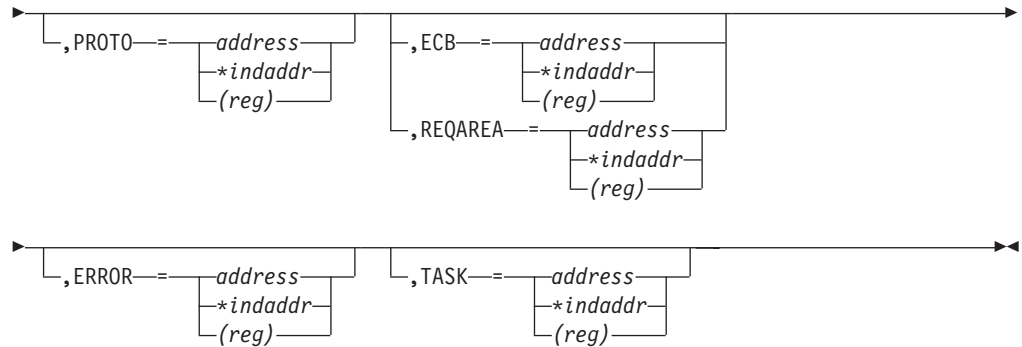 ,PROTO = address ,ECB = address
*indaddr *indaddr
(reg) (reg)
,REQAREA = address
*indaddr
(reg)
,ERROR = address ,TASK = address
*indaddr *indaddr
(reg) (reg)